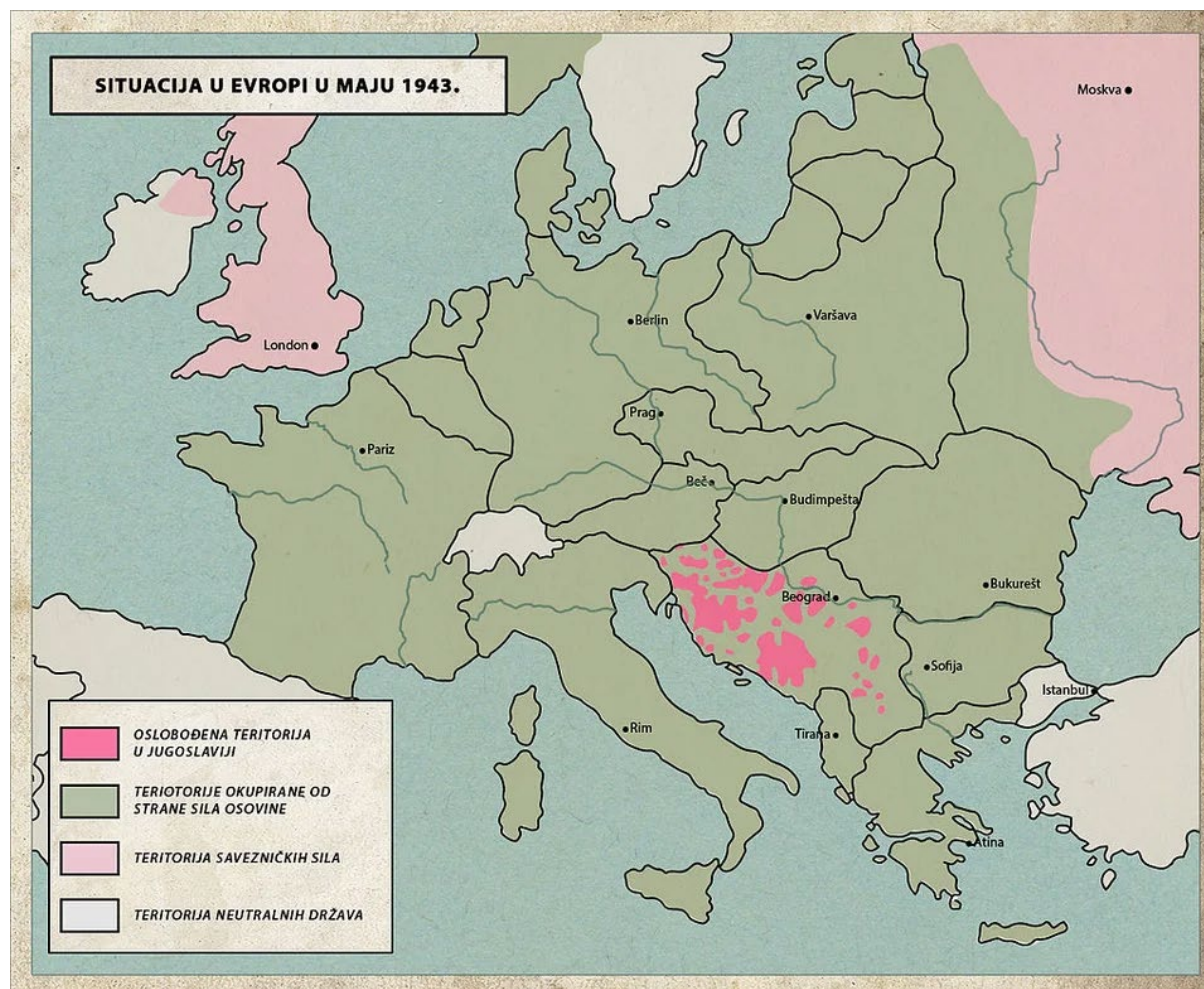 SITUACIJA U EVROPI U MAJU 1943.
Moskva
London
Berlin
Varšava
Prag
Pariz
Beč
Budimpešta
Beograd
Bukurešt
Sofija
Istanbul
Rim
Tirana
Atina
OSLOBOĐENA TERITORIJA
U JUGOSLAVIJI
TERIOTORIJE OKUPIRANE OD
STRANE SILA OSOVINE
TERITORIJA SAVEZNIČKIH SILA
TERITORIJA NEUTRALNIH DRŽAVA